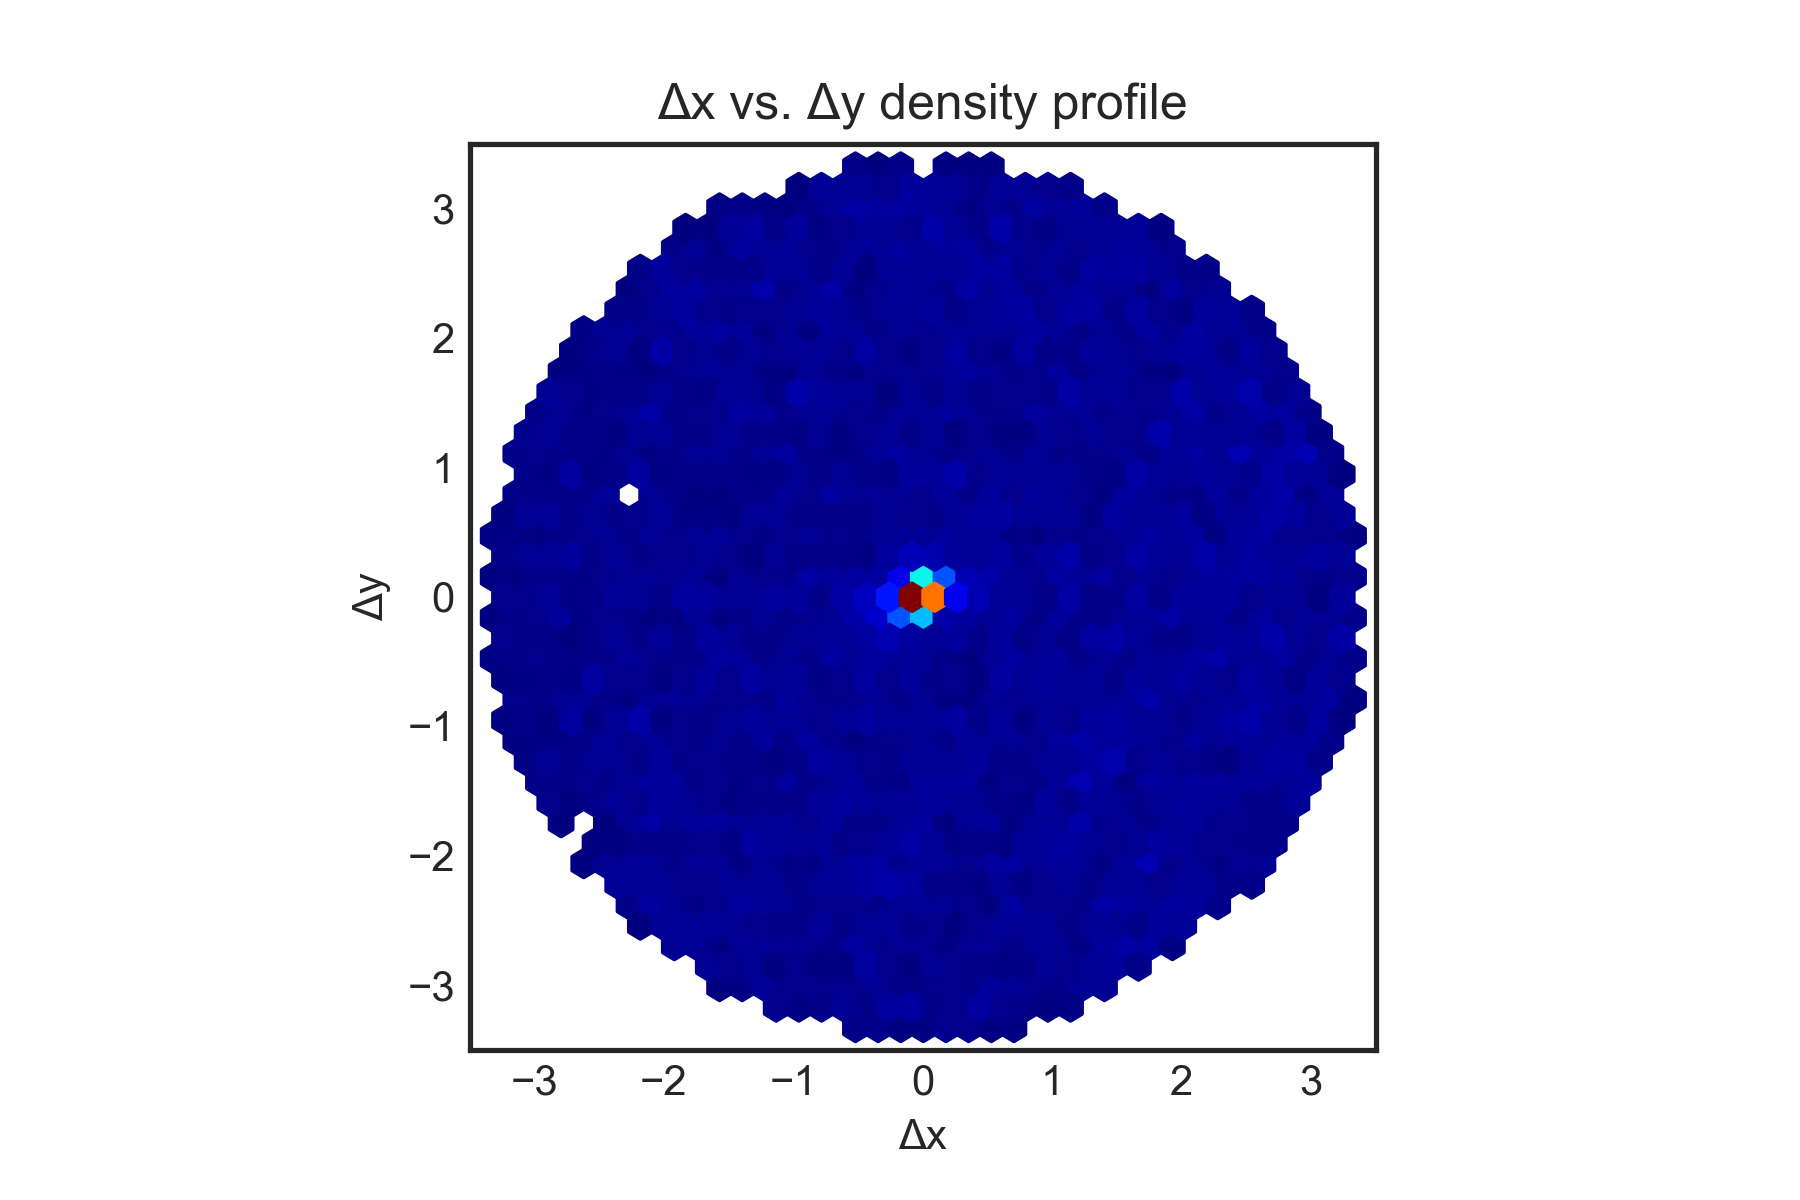 Δx vs. Δy density profile
3
2
1
0
−1
−2
−3
Δy
−3 −2 −1 0 1 2 3
Δx